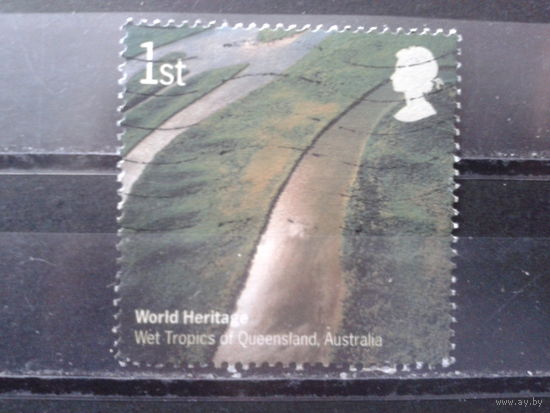 1st
World Heritage
Wet Tropics of Queensland, Australia
www.ay.by